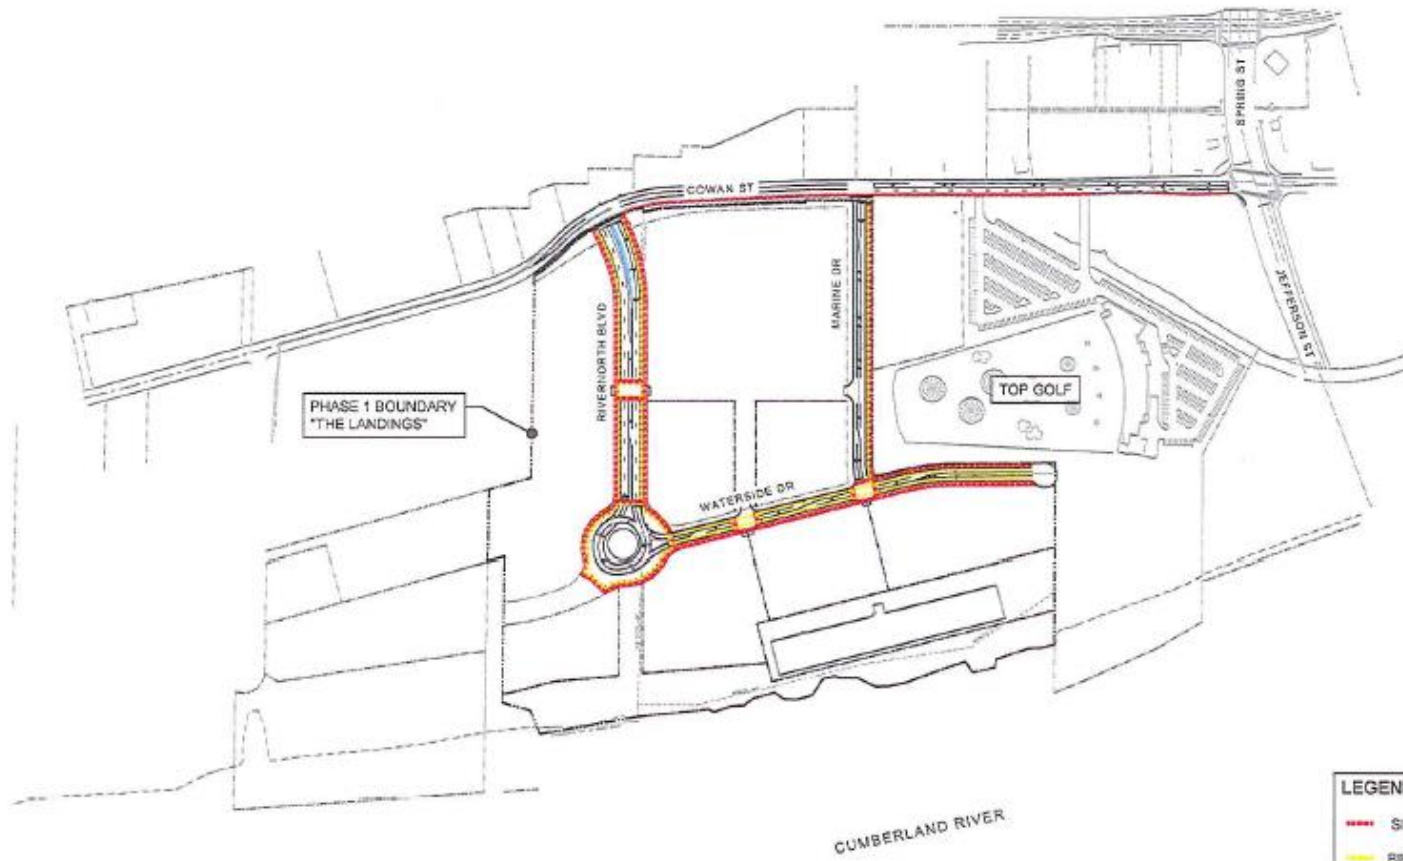 SPRING ST
COWAN ST
JEFFERSON ST
MARINE DR
RIVERNORTH BLVD
TOP GOLF
PHASE 1 BOUNDARY
"THE LANDINGS"
WATERSIDE DR
CUMBERLAND RIVER